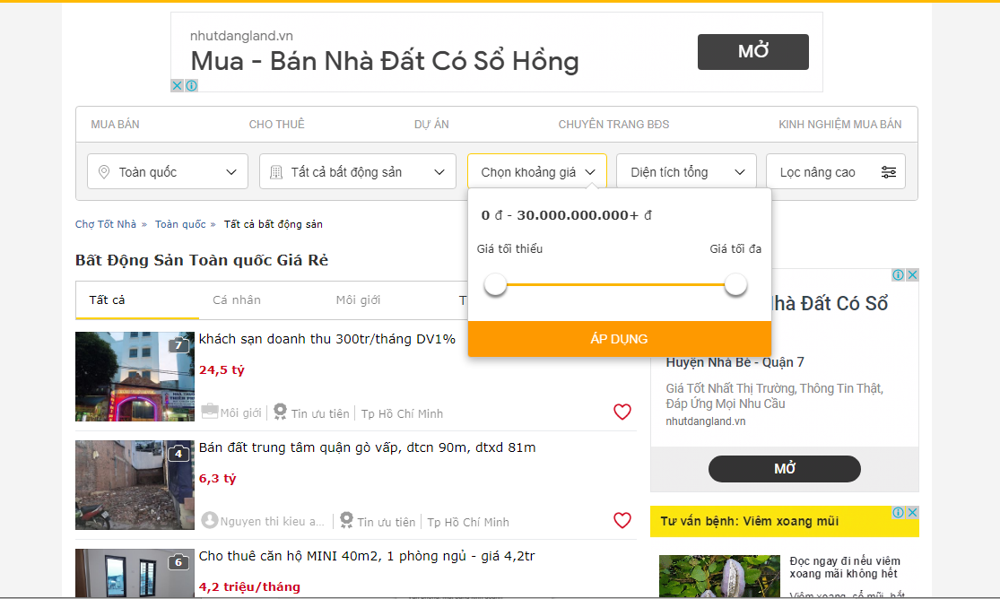 nhutdangland.vn
Mua - Bán Nhà Đất Có Sổ Hồng
MỞ
MUA BÁN
CHO THUÊ
DỰ ÁN
CHUYÊN TRANG BĐS
KINH NGHIỆM MUA BÁN
Toàn quốc
Tất cả bất động sản
Chọn khoảng giá
Diện tích tổng
Lọc nâng cao
0 đ - 30.000.000.000+ đ
Giá tối thiểu
Giá tối đa
ÁP DỤNG
Chợ Tốt Nhà » Toàn quốc » Tất cả bất động sản
Bất Động Sản Toàn quốc Giá Rẻ
Tất cả
Cá nhân
Môi giới
T
7
khách sạn doanh thu 300tr/tháng DV1%
24,5 tỷ
Môi giới
Tin ưu tiên
Tp Hồ Chí Minh
4
Bán đất trung tâm quận gò vấp, dtcn 90m, dtxd 81m
6,3 tỷ
Nguyen thi kieu a...
Tin ưu tiên
Tp Hồ Chí Minh
6
Cho thuê căn hộ MINI 40m2, 1 phòng ngủ - giá 4,2tr
4,2 triệu/tháng
hà Đất Có Sổ
Huyện Nhà Bè - Quận 7
Giá Tốt Nhất Thị Trường, Thông Tin Thật,
Đáp Ứng Mọi Nhu Cầu
nhutdangland.vn
MỞ
Tư vấn bệnh: Viêm xoang mũi
Đọc ngay đi nếu viêm
xoang mãi không hết
Viêm xoang, sổ mũi, hắt